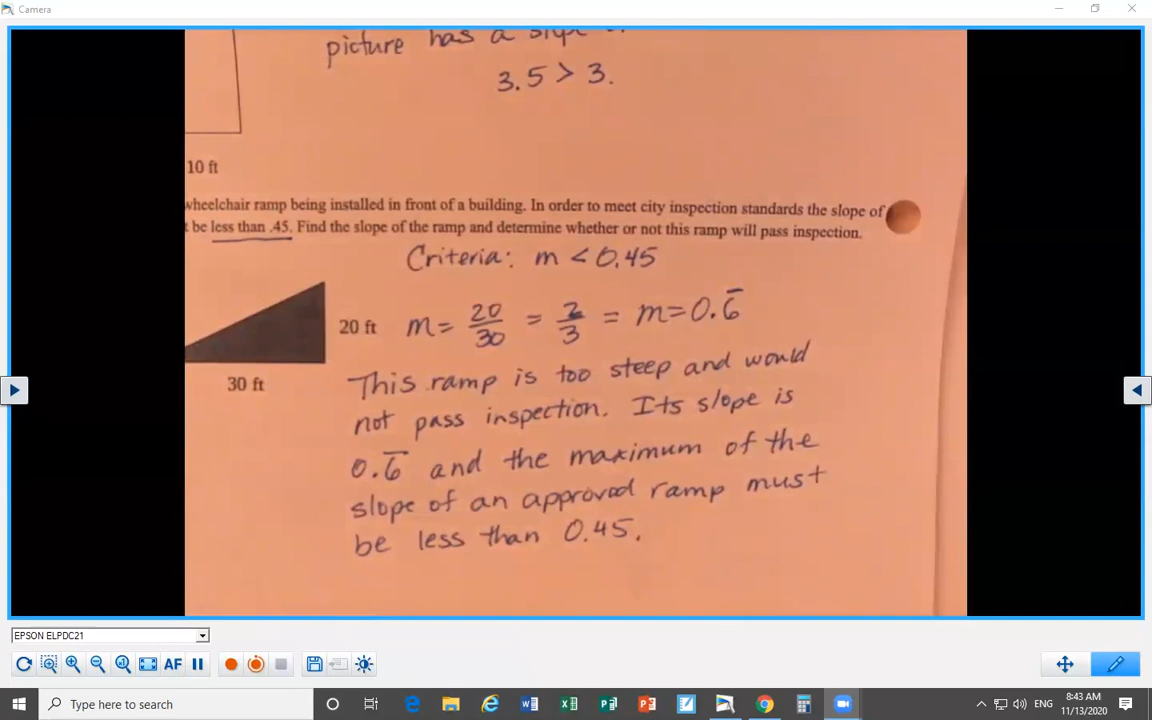 Camera
picture has a
3.5 > 3.
10 ft
wheelchair ramp being installed in front of a building. In order to meet city inspection standards the slope of
be less than .45. Find the slope of the ramp and determine whether or not this ramp will pass inspection.
Criteria: m < 0.45
20 ft m = 20/30 = 2/3 = m = 0.6̅
30 ft
This ramp is too steep and would
not pass inspection. Its slope is
0.6̅ and the maximum of the
slope of an approved ramp must
be less than 0.45.
EPSON ELPDC21
AF
Type here to search
ENG
8:43 AM
11/13/2020